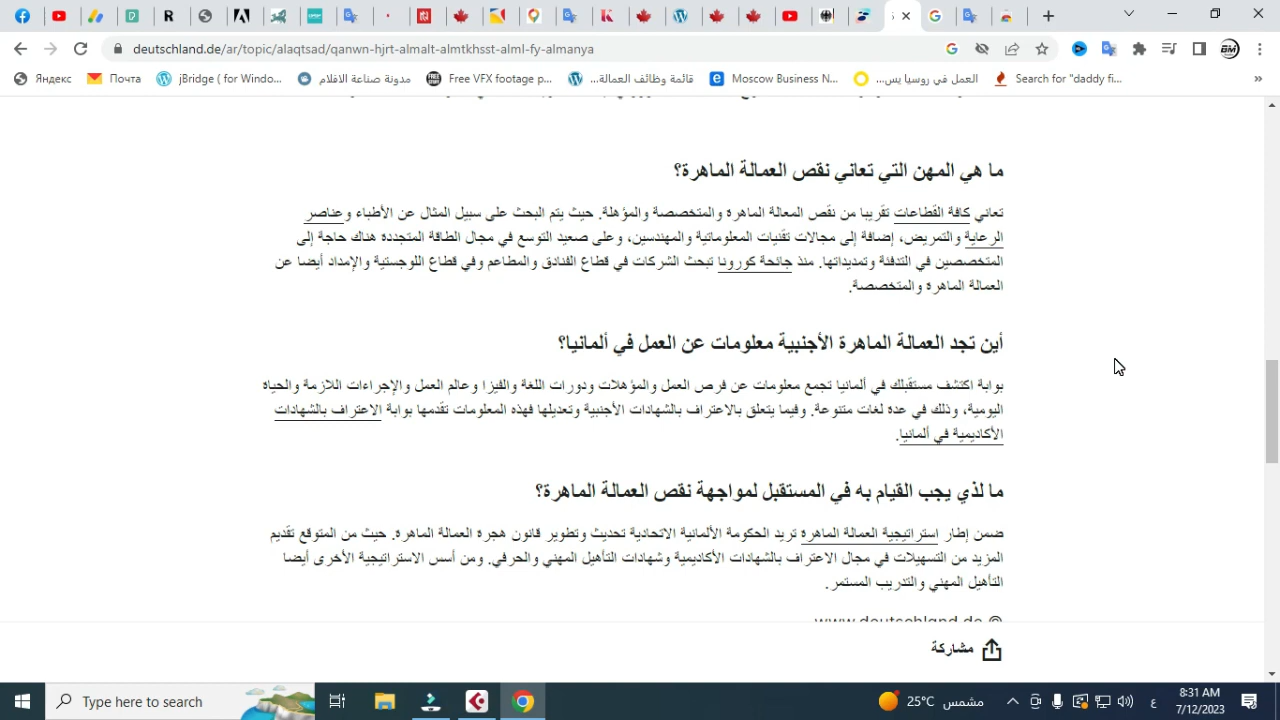 deutschland.de/ar/topic/alaqtsad/qanwn-hjrt-almalt-almtkhsst-alml-fy-almanya
Яндекс
Почта
jBridge ( for Windo...
مدونة صناعة الافلام
Free VFX footage p...
قائمة وظائف العمالة...
Moscow Business N...
العمل في روسيا يس...
Search for "daddy fi...
»
ما هي المهن التي تعاني نقص العمالة الماهرة؟
تعاني كافة القطاعات تقريبا من نقص المعالة الماهرة والمتخصصة والمؤهلة. حيث يتم البحث على سبيل المثال عن الأطباء وعناصر
الرعاية والتمريض، إضافة إلى مجالات تقنيات المعلوماتية والمهندسين، وعلى صعيد التوسع في مجال الطاقة المتجددة هناك حاجة إلى
المتخصصين في التدفئة وتمديداتها. منذ جائحة كورونا تبحث الشركات في قطاع الفنادق والمطاعم وفي قطاع اللوجستية والإمداد أيضا عن
العمالة الماهرة والمتخصصة.
أين تجد العمالة الماهرة الأجنبية معلومات عن العمل في ألمانيا؟
بوابة اكتشف مستقبلك في ألمانيا تجمع معلومات عن فرص العمل والمؤهلات ودورات اللغة والفيزا وعالم العمل والإجراءات اللازمة والحياة
اليومية، وذلك في عدة لغات متنوعة. وفيما يتعلق بالاعتراف بالشهادات الأجنبية وتعديلها فهذه المعلومات تقدمها بوابة الاعتراف بالشهادات
الأكاديمية في ألمانيا.
ما لذي يجب القيام به في المستقبل لمواجهة نقص العمالة الماهرة؟
ضمن إطار استراتيجية العمالة الماهرة تريد الحكومة الألمانية الاتحادية تحديث وتطوير قانون هجرة العمالة الماهرة. حيث من المتوقع تقديم
المزيد من التسهيلات في مجال الاعتراف بالشهادات الأكاديمية وشهادات التأهيل المهني والحرفي. ومن أسس الاستراتيجية الأخرى أيضا
التأهيل المهني والتدريب المستمر.
www.deutschland.de ©
مشاركة
Type here to search
25°C مشمس
ع
8:31 AM
7/12/2023